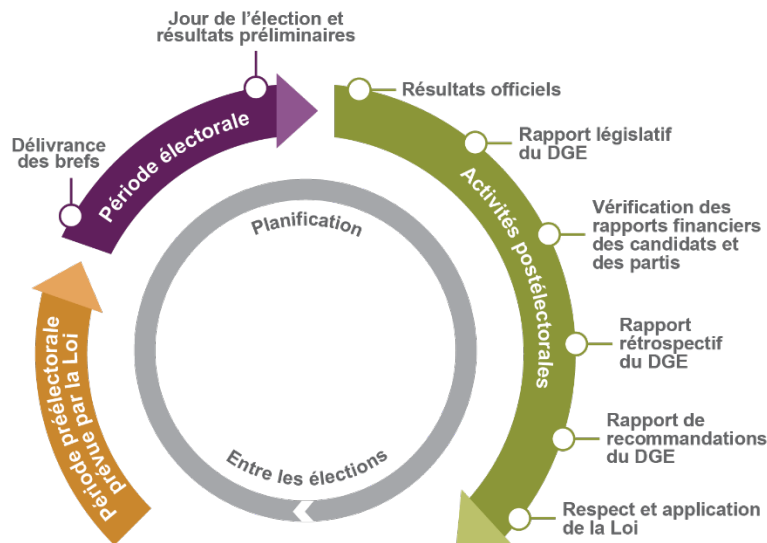 Jour de l'élection et
résultats préliminaires
Délivrance
des brefs
Période électorale
Résultats officiels
Rapport législatif
du DGE
Vérification des
rapports financiers
des candidats et
des partis
Rapport
rétrospectif
du DGE
Rapport de
recommandations
du DGE
Respect et application
de la Loi
Activités postélectorales
Planification
Entre les élections
Période préélectorale
prévue par la Loi